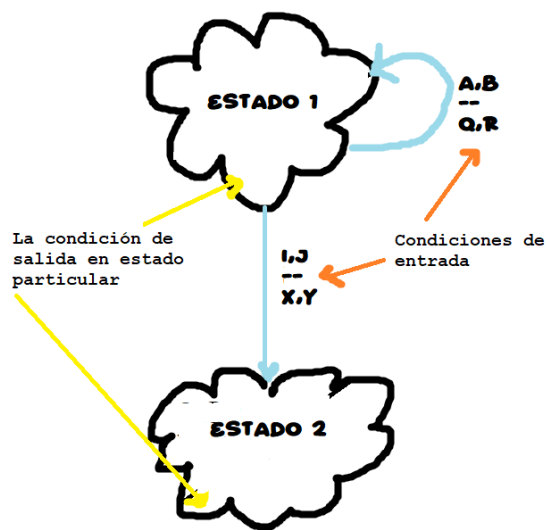 ESTADO 1
A,B
--
Q,R
La condición de
salida en estado
particular
I,J
--
X,Y
Condiciones de
entrada
ESTADO 2